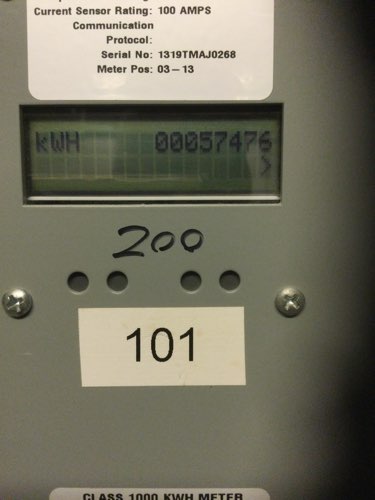 Current Sensor Rating: 100 AMPS
Communication
Protocol:
Serial No: 1319TMAJ0268
Meter Pos: 03-13
kWH 00057476
>
200
101
CLASS 1000 KWH METER